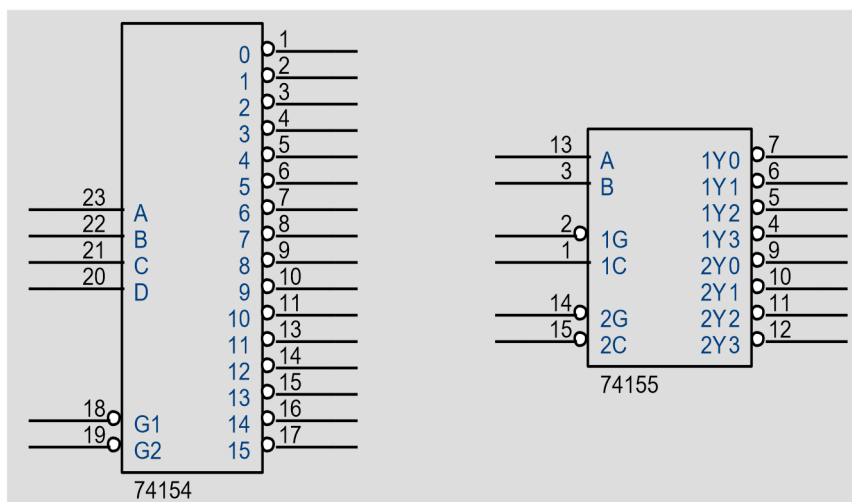 0 1
1 2
2 3
3 4
4 5
5 6
23 A 6 7
22 B 7 8
21 C 8 9
20 D 9 10
10 11
11 13
12 14
13 15
18 G1 14 16
19 G2 15 17
74154
13 A 1Y0 7
3 B 1Y1 6
1Y2 5
2 1G 1Y3 4
1 1C 2Y0 9
2Y1 10
14 2G 2Y2 11
15 2C 2Y3 12
74155